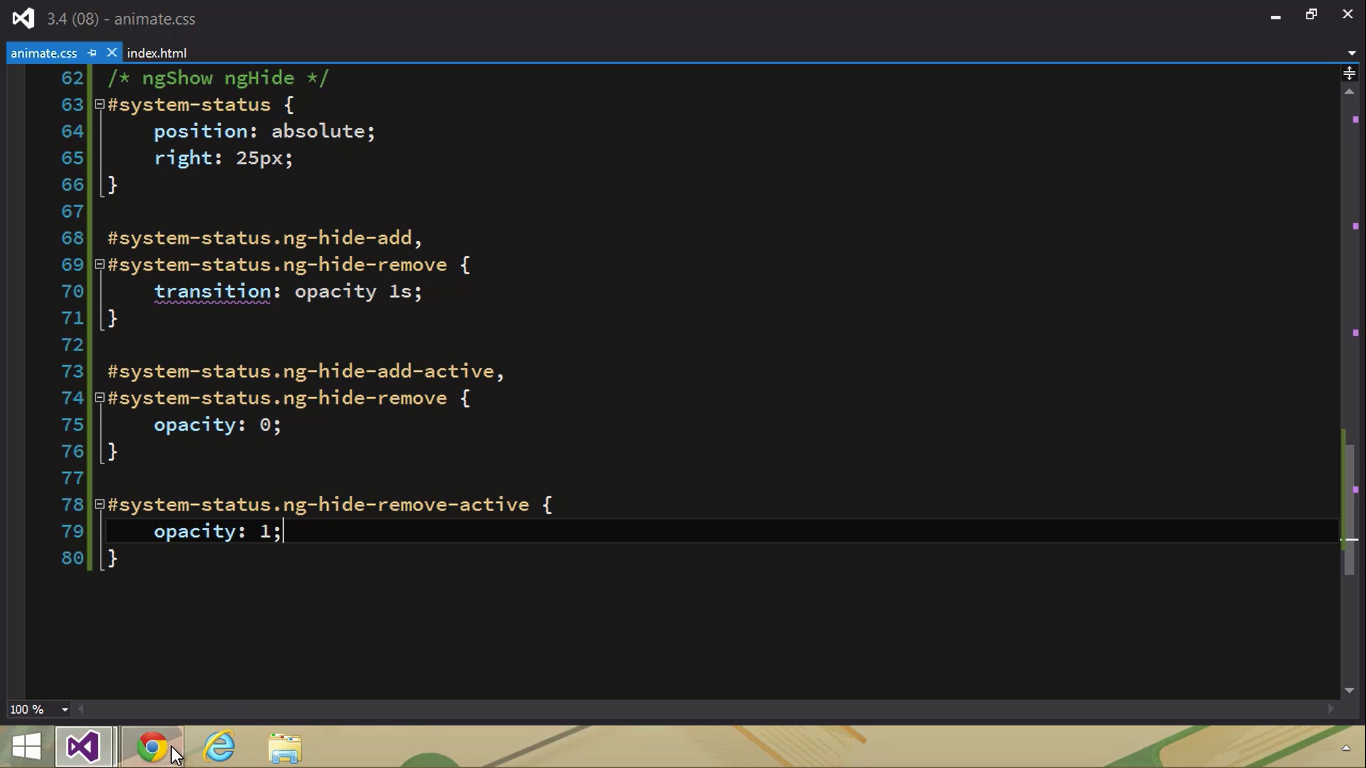 3.4 (08) - animate.css
animate.css index.html
62 /* ngShow ngHide */
63 #system-status {
64 position: absolute;
65 right: 25px;
66 }
67
68 #system-status.ng-hide-add,
69 #system-status.ng-hide-remove {
70 transition: opacity 1s;
71 }
72
73 #system-status.ng-hide-add-active,
74 #system-status.ng-hide-remove {
75 opacity: 0;
76 }
77
78 #system-status.ng-hide-remove-active {
79 opacity: 1;
80 }
100 %